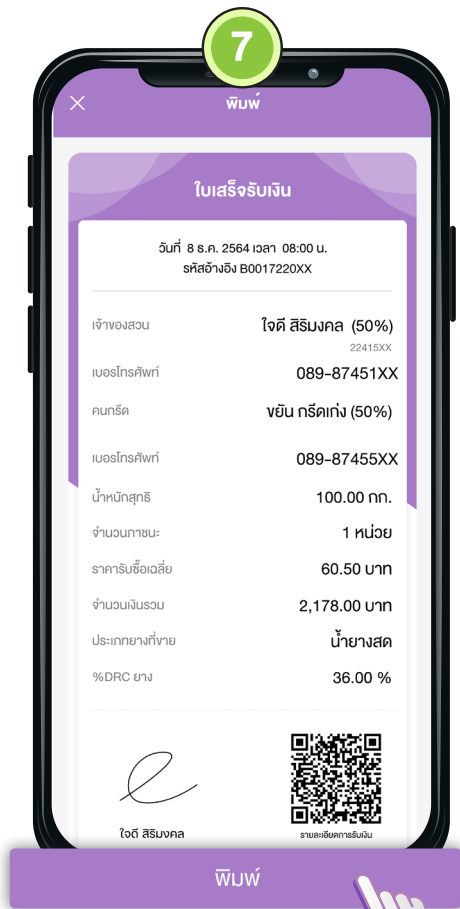 7
พิมพ์
ใบเสร็จรับเงิน
วันที่ 8 ธ.ค. 2564 เวลา 08:00 น.
รหัสอ้างอิง B0017220XX
เจ้าของสวน ใจดี สิริมงคล (50%)
22415XX
เบอร์โทรศัพท์ 089-87451XX
คนกรีด ขยัน กรีดเก่ง (50%)
เบอร์โทรศัพท์ 089-87455XX
น้ำหนักสุทธิ 100.00 กก.
จำนวนภาชนะ 1 หน่วย
ราคารับซื้อเฉลี่ย 60.50 บาท
จำนวนเงินรวม 2,178.00 บาท
ประเภทยางที่ขาย น้ำยางสด
%DRC ยาง 36.00 %
ใจดี สิริมงคล รายละเอียดการรับเงิน
พิมพ์